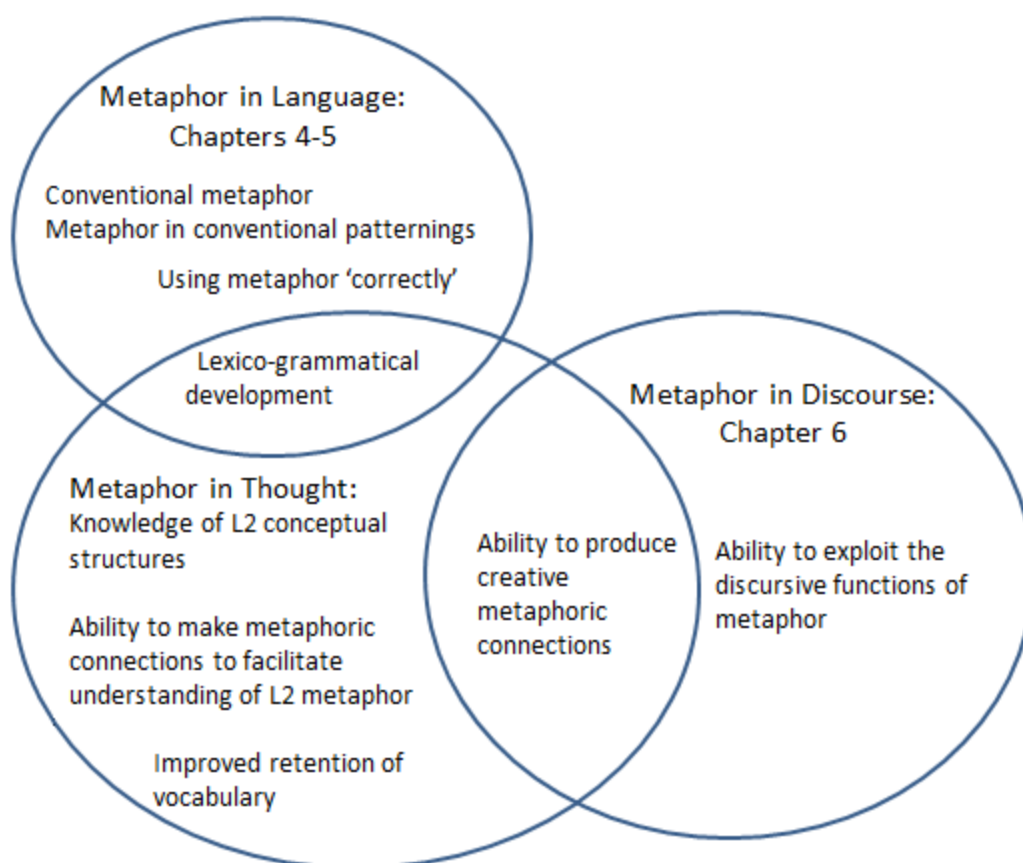 Metaphor in Language:
Chapters 4-5
Conventional metaphor
Metaphor in conventional patternings
Using metaphor ‘correctly’
Lexico-grammatical
development
Metaphor in Thought:
Knowledge of L2 conceptual
structures
Ability to make metaphoric
connections to facilitate
understanding of L2 metaphor
Improved retention of
vocabulary
Ability to produce
creative
metaphoric
connections
Metaphor in Discourse:
Chapter 6
Ability to exploit the
discursive functions of
metaphor